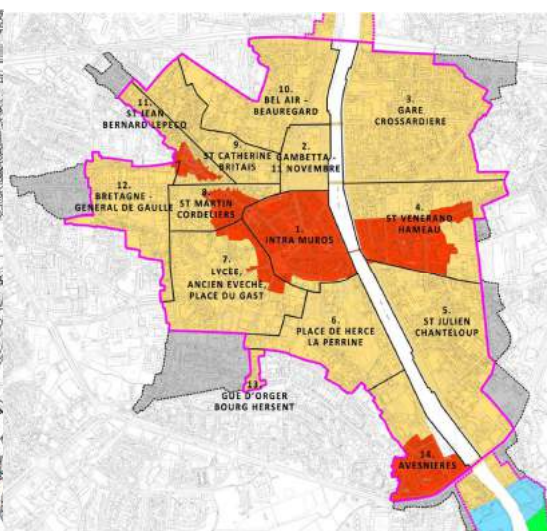 10.
BEL AIR -
BEAUREGARD
3.
GARE
CROSSARDIERE
11.
ST JEAN
BERNARD LEPECQ
9.
ST CATHERINE
BRITAIS
2.
GAMBETTA -
11 NOVEMBRE
12.
BRETAGNE -
GENERAL DE GAULLE
8.
ST MARTIN
CORDELIERS
1.
INTRA MUROS
4.
ST VENERAND
HAMEAU
7.
LYCEE,
ANCIEN EVECHE,
PLACE DU GAST
6.
PLACE DE HERCE
LA PERRINE
5.
ST JULIEN
CHANTELOUP
13.
GUE D'ORGER
BOURG HERSENT
14.
AVESNIERES